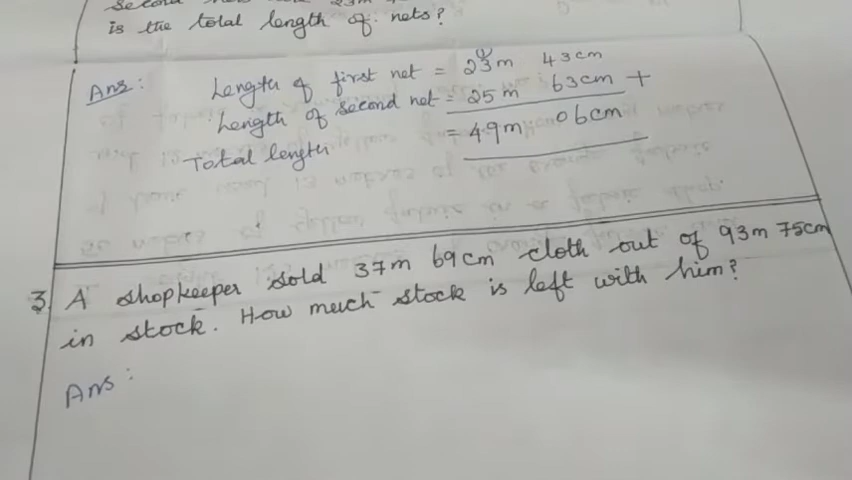 is the total length of nets?
Ans: Length of first net = 23m 43cm
(1)
Length of second net = 25m 63cm +
Total length = 49m 06cm
3. A shopkeeper sold 37m 69cm cloth out of 93m 75cm
in stock. How much stock is left with him?
Ans: